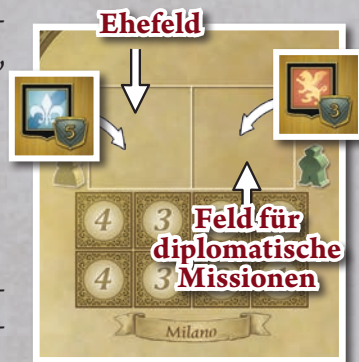 Ehefeld
5
3
4 3
Feld für
diplomatische
4 3 Missionen
Milano